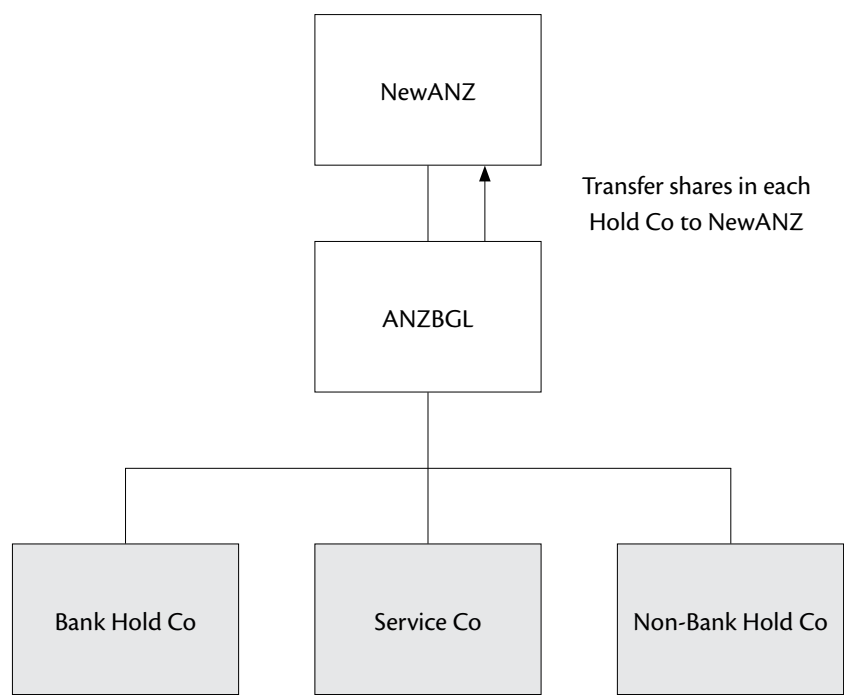 NewANZ
Transfer shares in each
Hold Co to NewANZ
ANZBGL
Bank Hold Co
Service Co
Non-Bank Hold Co